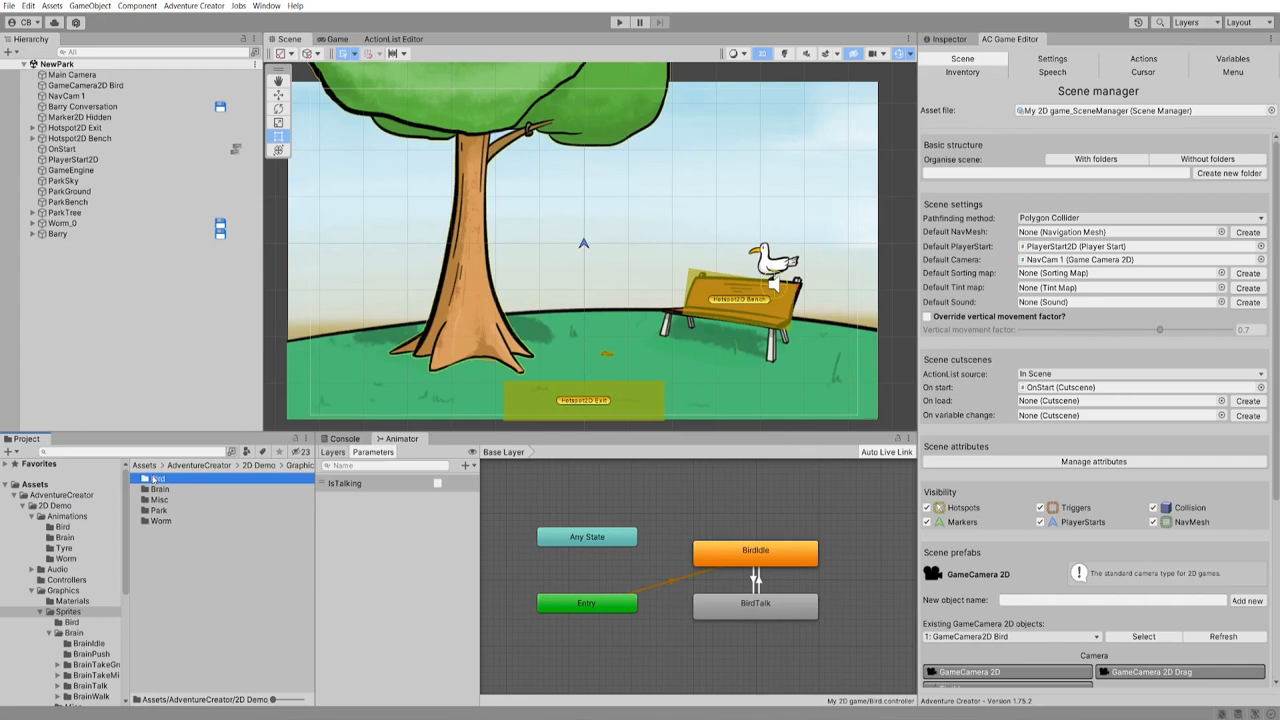 File Edit Assets GameObject Component Adventure Creator Jobs Window Help
CB Layers Layout
Hierarchy
All
NewPark
Main Camera
GameCamera2D Bird
NavCam 1
Barry Conversation
Marker2D Hidden
Hotspot2D Exit
Hotspot2D Bench
OnStart
PlayerStart2D
GameEngine
ParkSky
ParkGround
ParkBench
ParkTree
Worm_0
Barry
Scene Game ActionList Editor
2D
Hotspot2D Bench
Hotspot2D Exit
Inspector AC Game Editor
Scene Settings Actions Variables
Inventory Speech Cursor Menu
Scene manager
Asset file: My 2D game_SceneManager (Scene Manager)
Basic structure
Organise scene: With folders Without folders
Create new folder
Scene settings
Pathfinding method: Polygon Collider
Default NavMesh: None (Navigation Mesh) Create
Default PlayerStart: PlayerStart2D (Player Start)
Default Camera: NavCam 1 (Game Camera 2D)
Default Sorting map: None (Sorting Map) Create
Default Tint map: None (Tint Map) Create
Default Sound: None (Sound) Create
Override vertical movement factor?
Vertical movement factor: 0.7
Scene cutscenes
ActionList source: In Scene
On start: OnStart (Cutscene)
On load: None (Cutscene) Create
On variable change: None (Cutscene) Create
Scene attributes
Manage attributes
Visibility
Hotspots Triggers Collision
Markers PlayerStarts NavMesh
Scene prefabs
GameCamera 2D The standard camera type for 2D games.
New object name: Add new
Existing GameCamera 2D objects:
1: GameCamera2D Bird Select Refresh
Camera
GameCamera 2D GameCamera 2D Drag
Adventure Creator - Version 1.75.2
Project
23
Favorites
Assets
AdventureCreator
2D Demo
Animations
Bird
Brain
Tyre
Worm
Audio
Controllers
Graphics
Materials
Sprites
Bird
Brain
BrainIdle
BrainPush
BrainTakeGr
BrainTakeMi
BrainTalk
BrainWalk
Assets AdventureCreator 2D Demo Graphic
Bird
Brain
Misc
Park
Worm
Assets/AdventureCreator/2D Demo
Console Animator
Layers Parameters Base Layer Auto Live Link
Name
IsTalking
Any State
Entry
BirdIdle
BirdTalk
My 2D game/Bird.controller